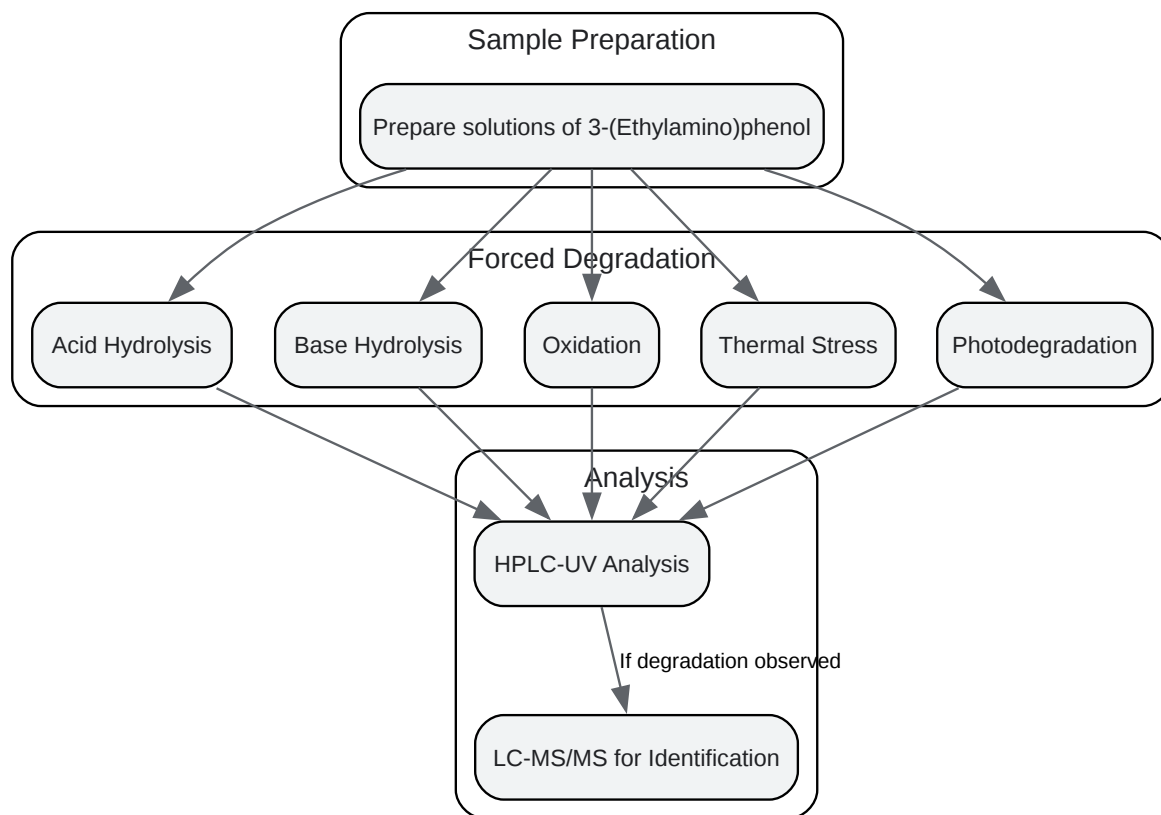 Sample Preparation
Prepare solutions of 3-(Ethylamino)phenol
Forced Degradation
Acid Hydrolysis
Base Hydrolysis
Oxidation
Thermal Stress
Photodegradation
Analysis
HPLC-UV Analysis
If degradation observed
LC-MS/MS for Identification